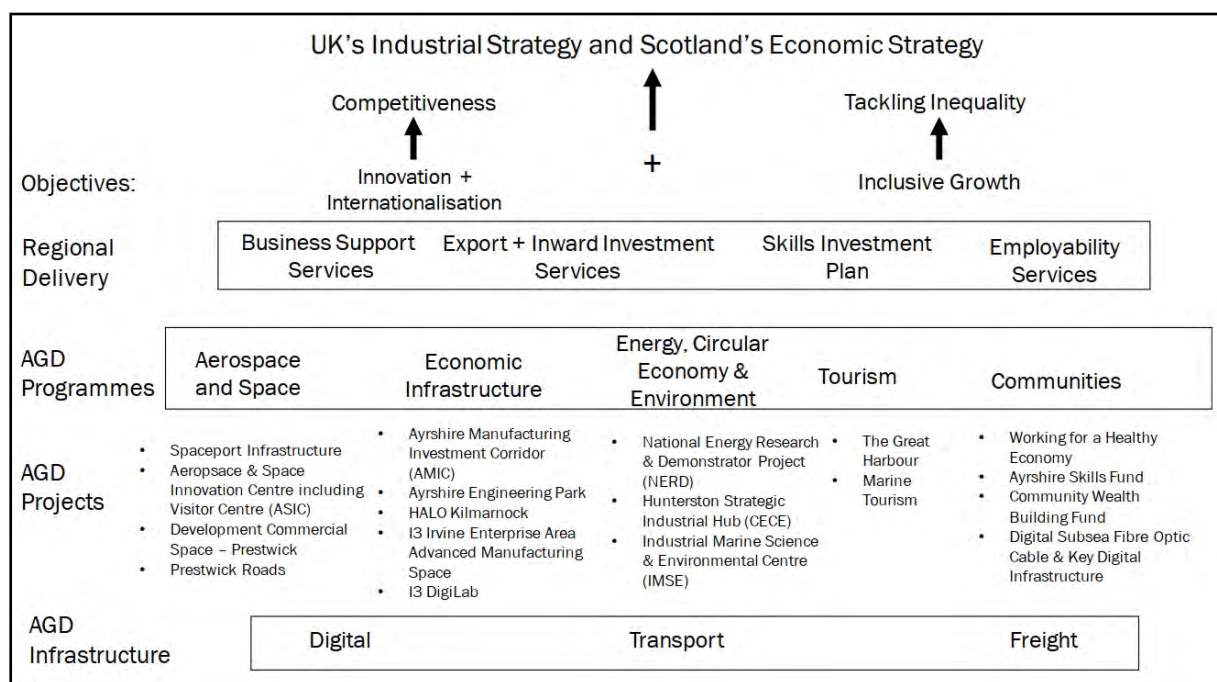 UK's Industrial Strategy and Scotland's Economic Strategy
Competitiveness
Tackling Inequality
+
Objectives:
Innovation +
Internationalisation
Inclusive Growth
Regional
Delivery
Business Support
Services
Export + Inward Investment
Services
Skills Investment
Plan
Employability
Services
AGD
Programmes
Aerospace
and Space
Economic
Infrastructure
Energy, Circular
Economy &
Environment
Tourism
Communities
AGD
Projects
• Spaceport Infrastructure
• Aeropsace & Space
Innovation Centre including
Visitor Centre (ASIC)
• Development Commercial
Space – Prestwick
• Prestwick Roads
• Ayrshire Manufacturing
Investment Corridor
(AMIC)
• Ayrshire Engineering Park
• HALO Kilmarnock
• I3 Irvine Enterprise Area
Advanced Manufacturing
Space
• I3 DigiLab
• National Energy Research
& Demonstrator Project
(NERD)
• Hunterston Strategic
Industrial Hub (CECE)
• Industrial Marine Science
& Environmental Centre
(IMSE)
• The Great
Harbour
• Marine
Tourism
• Working for a Healthy
Economy
• Ayrshire Skills Fund
• Community Wealth
Building Fund
• Digital Subsea Fibre Optic
Cable & Key Digital
Infrastructure
AGD
Infrastructure
Digital
Transport
Freight